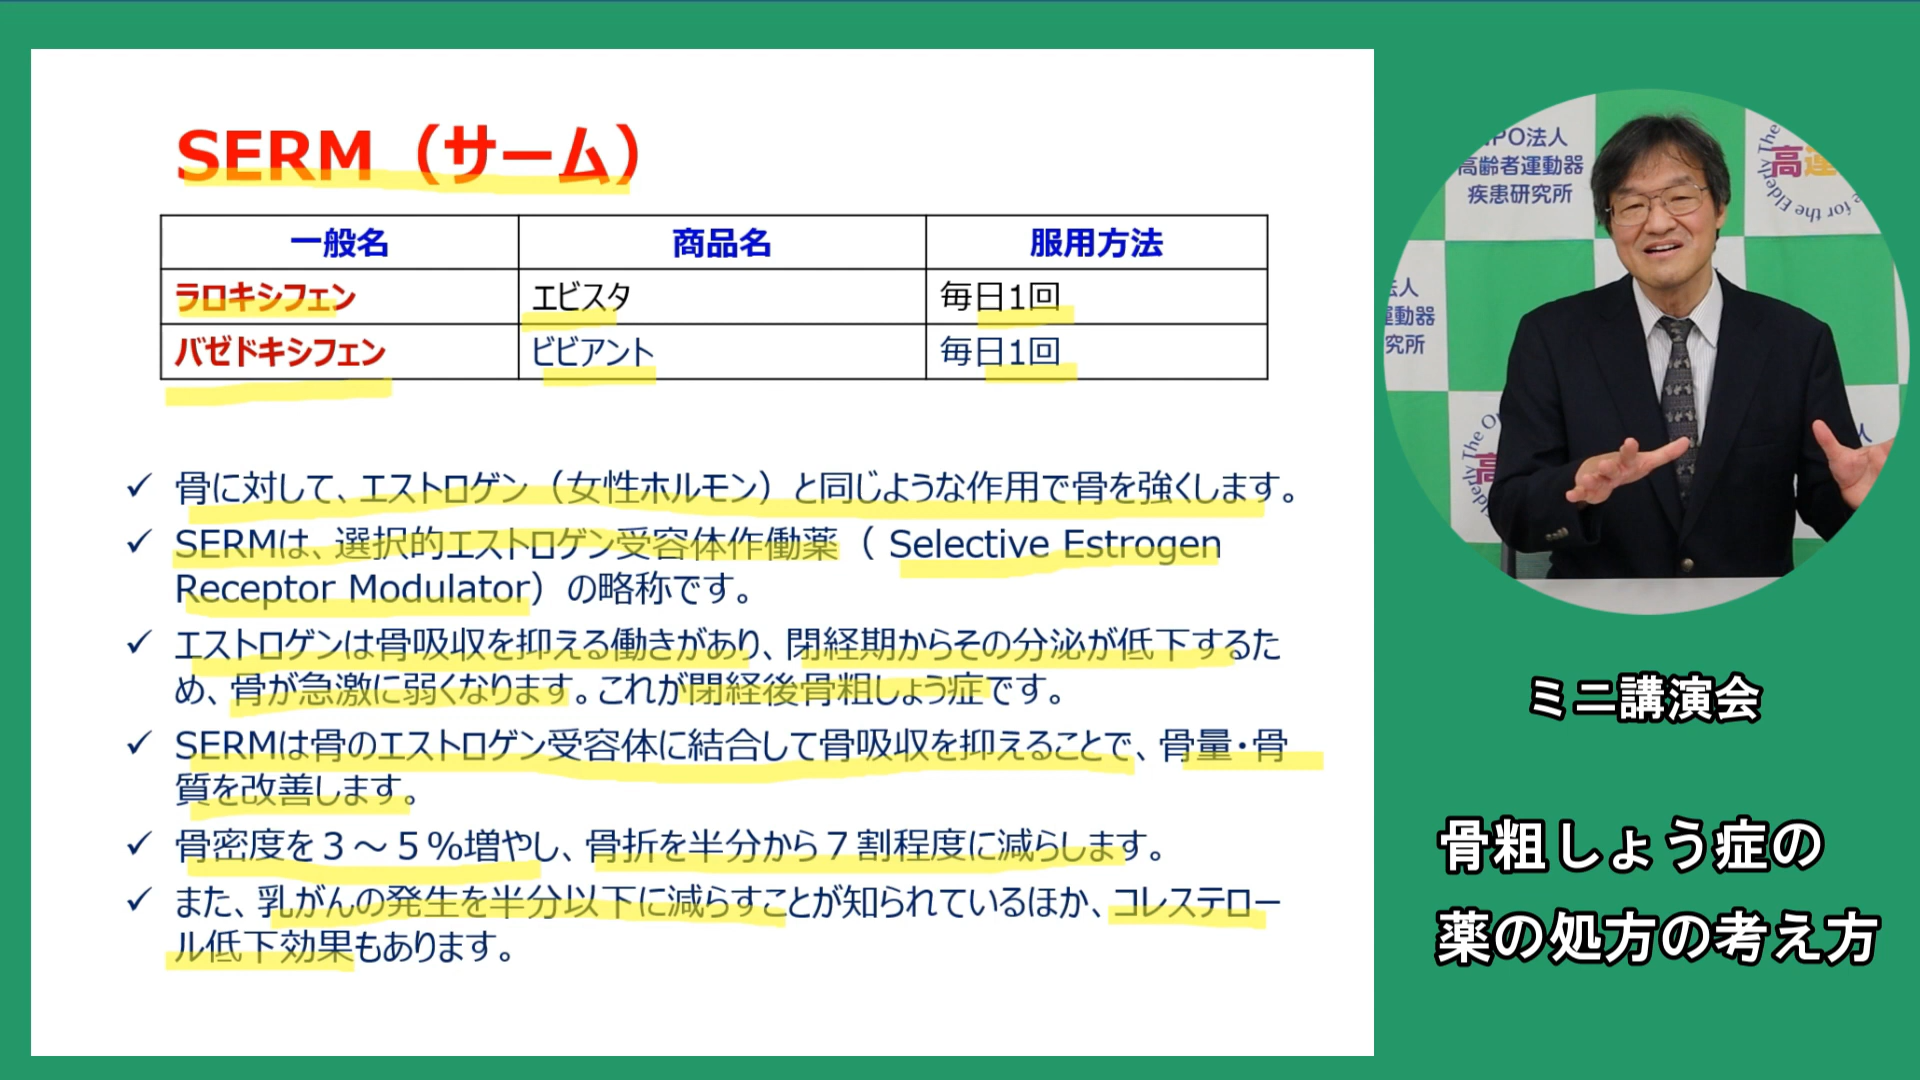 SERM（サーム）
一般名 商品名 服用方法
ラロキシフェン エビスタ 毎日1回
バゼドキシフェン ビビアント 毎日1回
✓ 骨に対して、エストロゲン（女性ホルモン）と同じような作用で骨を強くします。
✓ SERMは、選択的エストロゲン受容体作働薬（ Selective Estrogen
Receptor Modulator）の略称です。
✓ エストロゲンは骨吸収を抑える働きがあり、閉経期からその分泌が低下するた
め、骨が急激に弱くなります。これが閉経後骨粗しょう症です。
✓ SERMは骨のエストロゲン受容体に結合して骨吸収を抑えることで、骨量・骨
質を改善します。
✓ 骨密度を３～５％増やし、骨折を半分から７割程度に減らします。
✓ また、乳がんの発生を半分以下に減らすことが知られているほか、コレステロー
ル低下効果もあります。
PO法人
高齢者運動器
疾患研究所
高運
The
for the Elderly
法人
運動器
究所
The
高
ミニ講演会
骨粗しょう症の
薬の処方の考え方